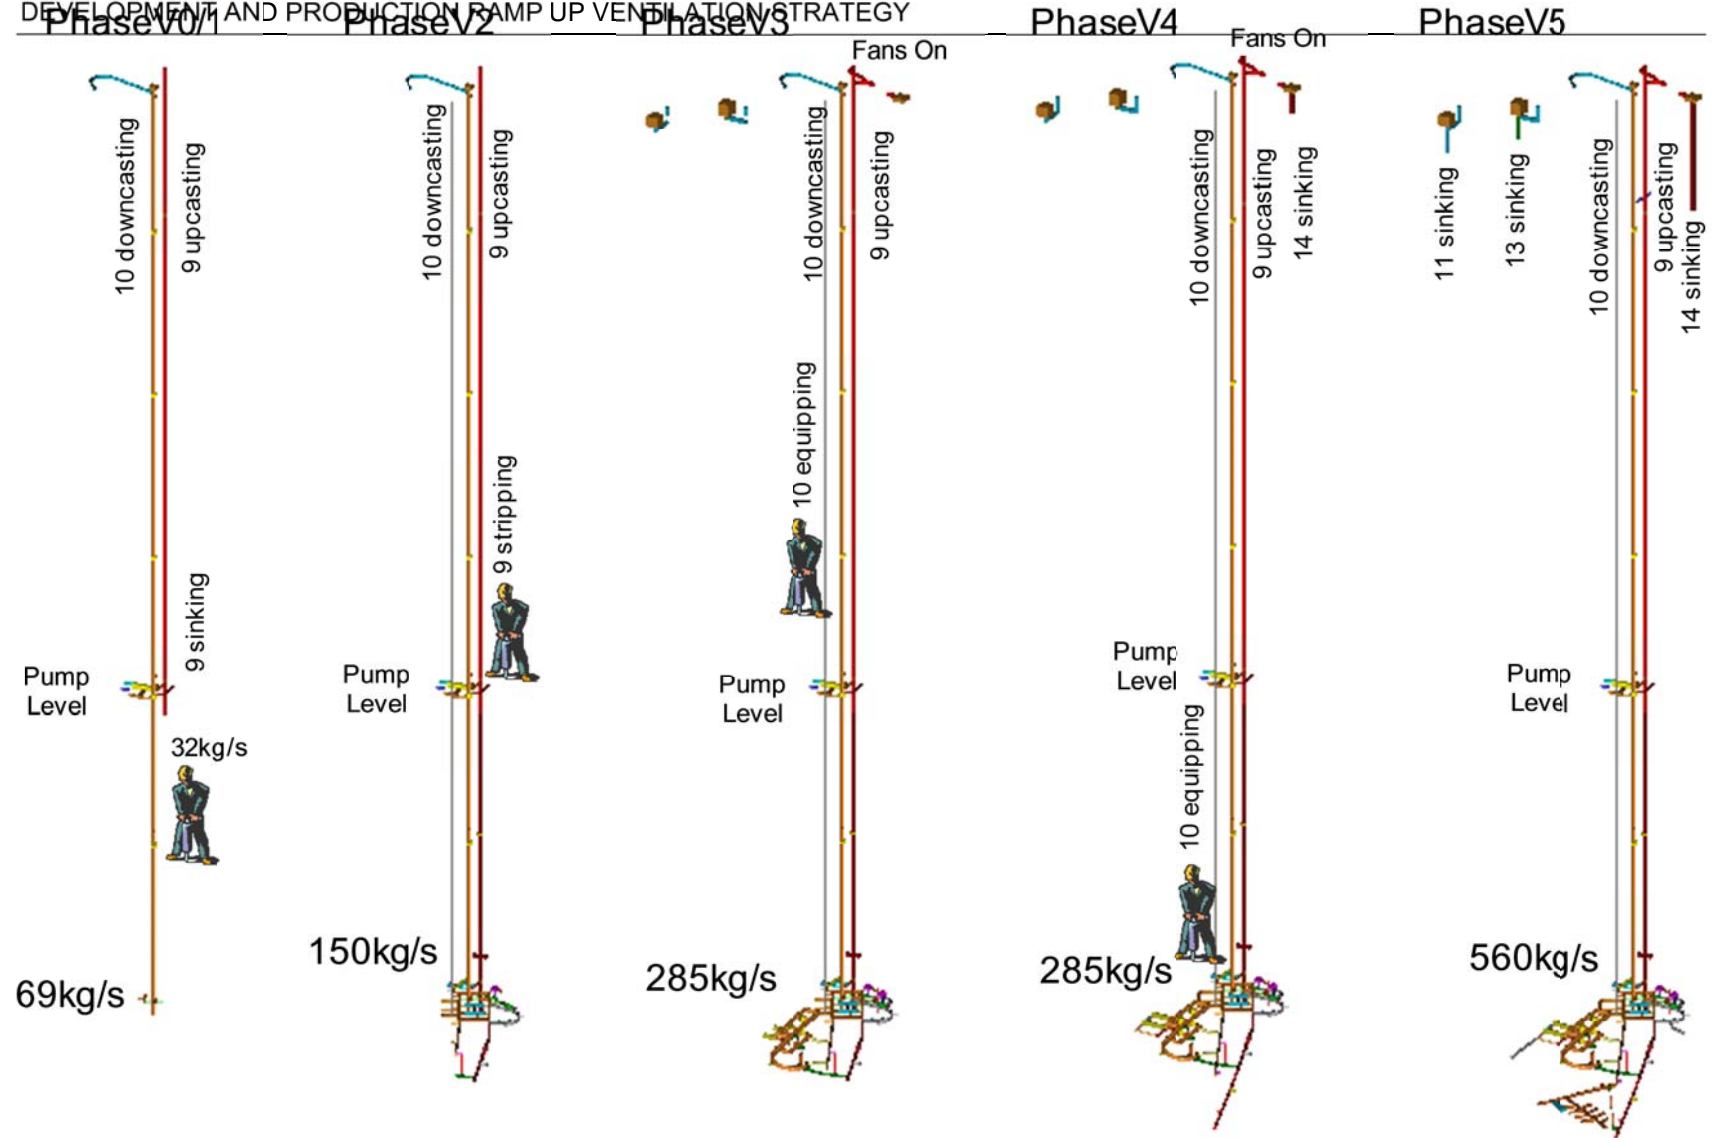 DEVELOPMENT AND PRODUCTION RAMP UP VENTILATION STRATEGY
PhaseV0/1
PhaseV2
PhaseV3
PhaseV4
PhaseV5
Fans On
Fans On
10 downcasting
9 upcasting
9 sinking
Pump
Level
32kg/s
69kg/s
10 downcasting
9 upcasting
9 stripping
Pump
Level
150kg/s
10 downcasting
9 upcasting
10 equipping
Pump
Level
285kg/s
10 downcasting
9 upcasting
14 sinking
Pump
Level
10 equipping
285kg/s
11 sinking
13 sinking
10 downcasting
9 upcasting
14 sinking
Pump
Level
560kg/s